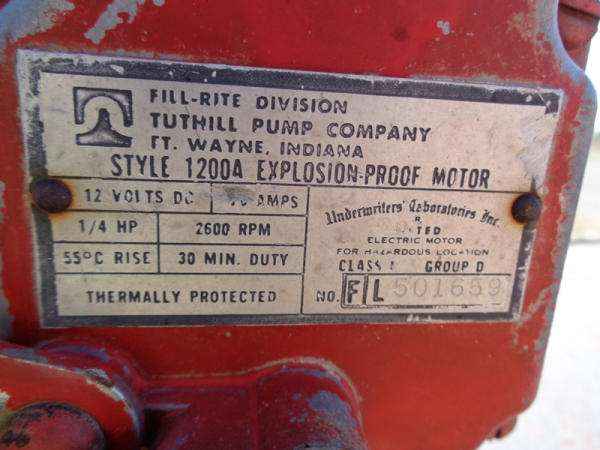 FILL-RITE DIVISION
TUTHILL PUMP COMPANY
FT. WAYNE, INDIANA
STYLE 1200A EXPLOSION-PROOF MOTOR
12 VOLTS DC AMPS
1/4 HP 2600 RPM
55°C RISE 30 MIN. DUTY
THERMALLY PROTECTED
Underwriters' Laboratories Inc.
R
ELECTRIC MOTOR
FOR HAZARDOUS LOCATION
CLASS I GROUP D
NO. FL 501659